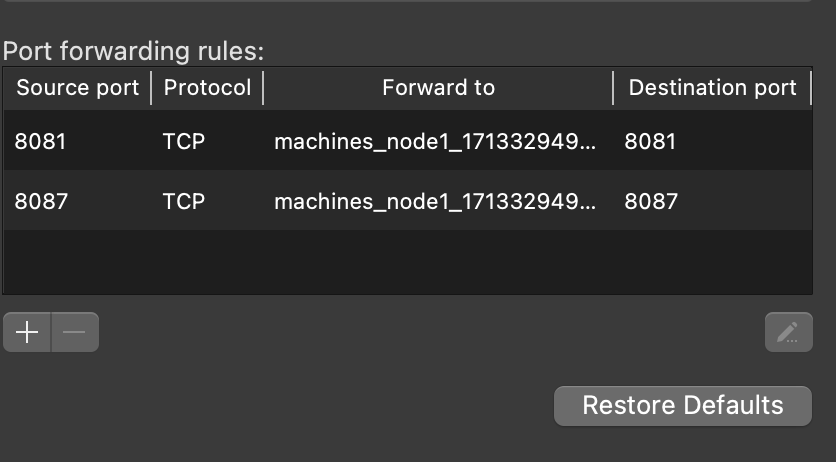 Port forwarding rules:
Source port Protocol Forward to Destination port
8081 TCP machines_node1_171332949... 8081
8087 TCP machines_node1_171332949... 8087
Restore Defaults